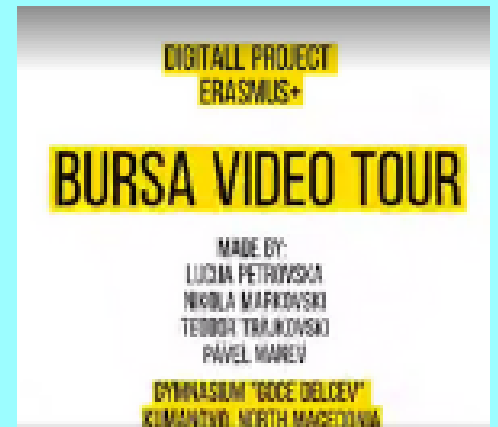 DIGITALL PROJECT
ERASMUS+
BURSA VIDEO TOUR
MADE BY:
LUCIJA PETROVSKA
NIKOLA MARKOVSKI
TEODOR TRAJKOVSKI
PAVEL MANEV
GYMNASIUM "GOCE DELCEV"
KUMANOVO, NORTH MACEDONIA